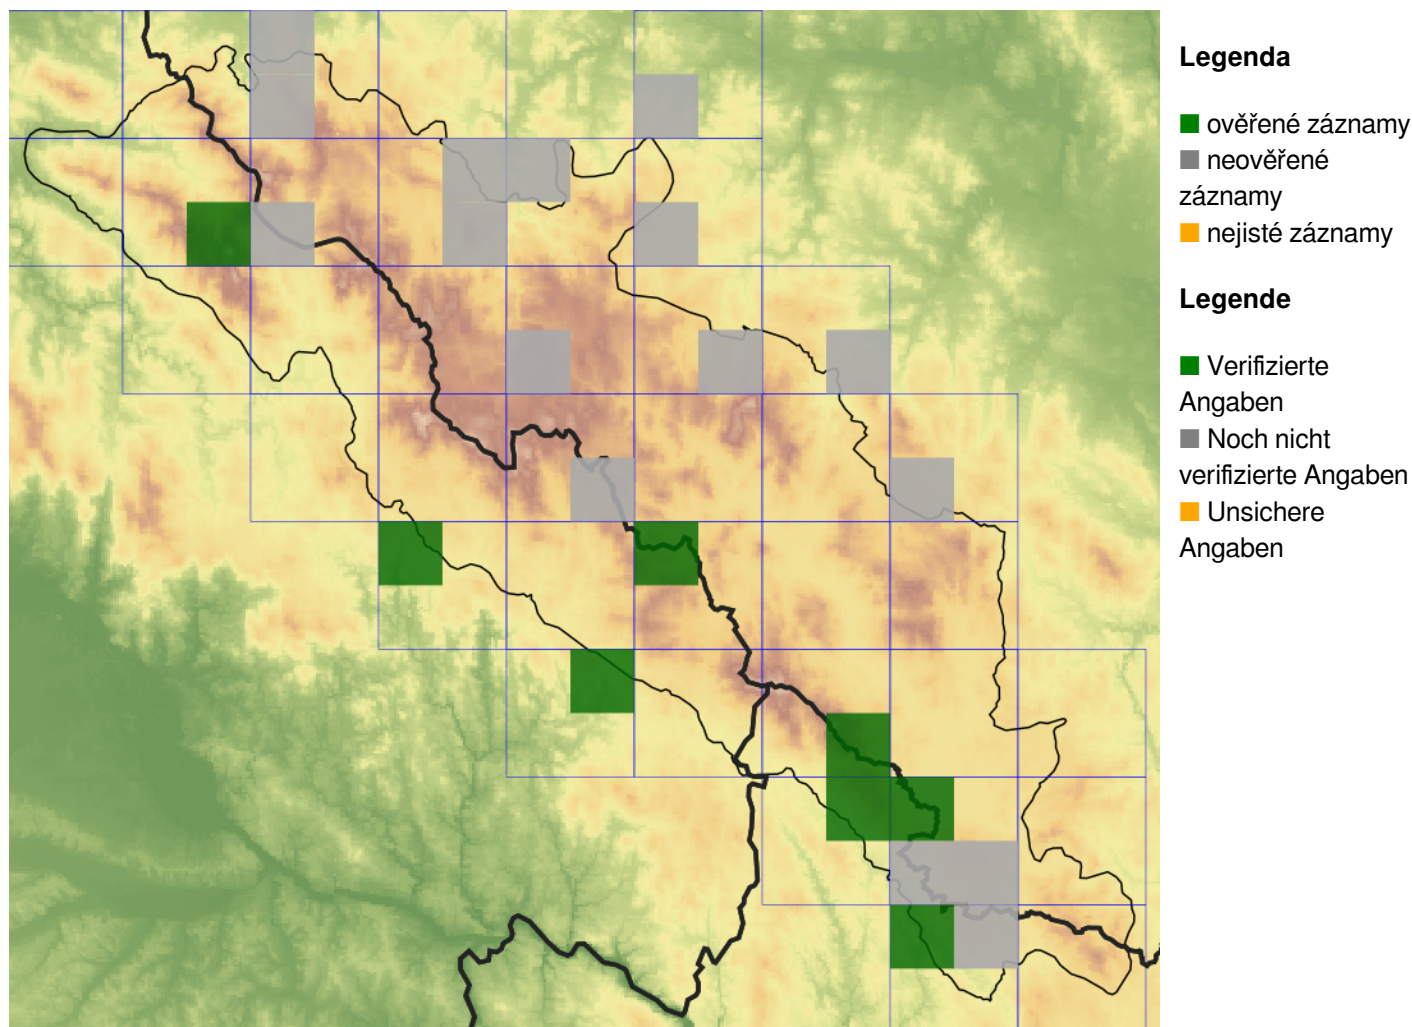 Legenda
ověřené záznamy
neověřené
záznamy
nejisté záznamy
Legende
Verifizierte
Angaben
Noch nicht
verifizierte Angaben
Unsichere
Angaben